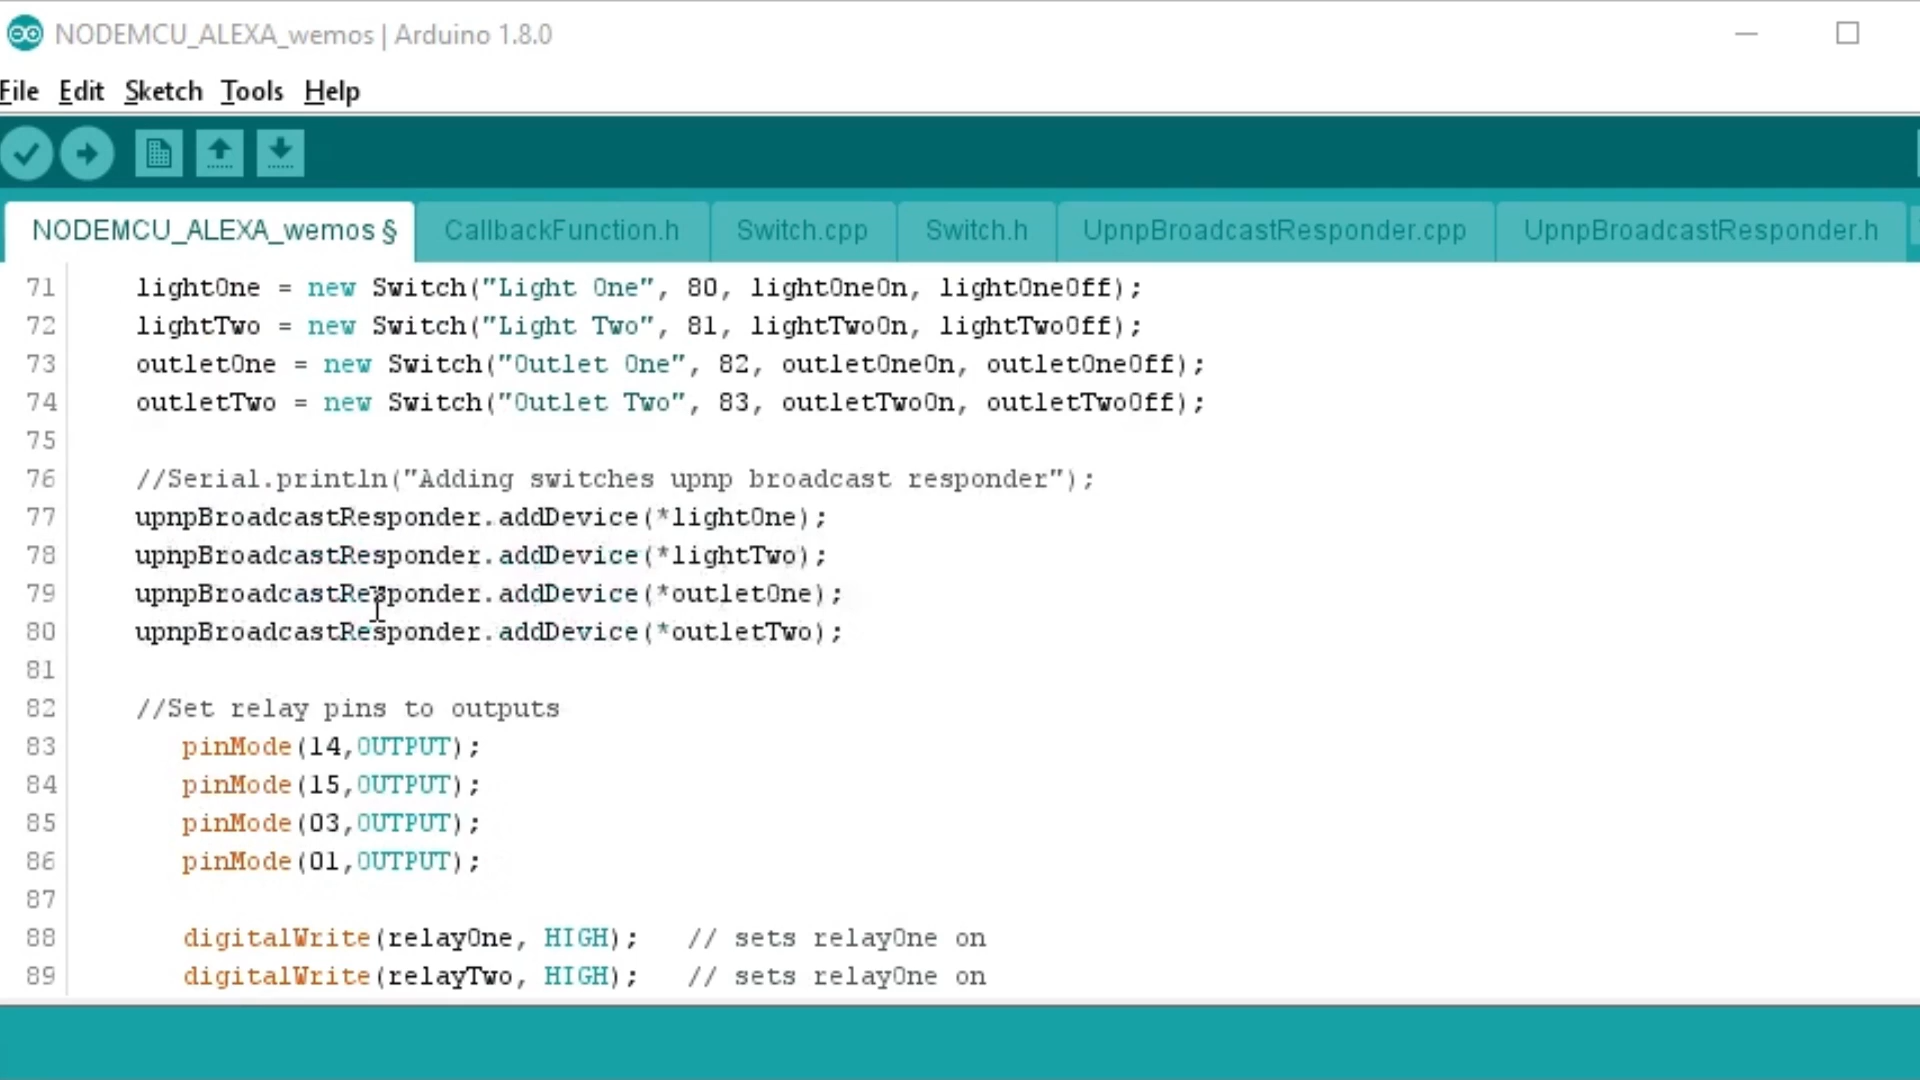 NODEMCU_ALEXA_wemos | Arduino 1.8.0
File Edit Sketch Tools Help
NODEMCU_ALEXA_wemos § CallbackFunction.h Switch.cpp Switch.h UpnpBroadcastResponder.cpp UpnpBroadcastResponder.h
71 lightOne = new Switch("Light One", 80, lightOneOn, lightOneOff);
72 lightTwo = new Switch("Light Two", 81, lightTwoOn, lightTwoOff);
73 outletOne = new Switch("Outlet One", 82, outletOneOn, outletOneOff);
74 outletTwo = new Switch("Outlet Two", 83, outletTwoOn, outletTwoOff);
75
76 //Serial.println("Adding switches upnp broadcast responder");
77 upnpBroadcastResponder.addDevice(*lightOne);
78 upnpBroadcastResponder.addDevice(*lightTwo);
79 upnpBroadcastResponder.addDevice(*outletOne);
80 upnpBroadcastResponder.addDevice(*outletTwo);
81
82 //Set relay pins to outputs
83 pinMode(14,OUTPUT);
84 pinMode(15,OUTPUT);
85 pinMode(03,OUTPUT);
86 pinMode(01,OUTPUT);
87
88 digitalWrite(relayOne, HIGH); // sets relayOne on
89 digitalWrite(relayTwo, HIGH); // sets relayOne on